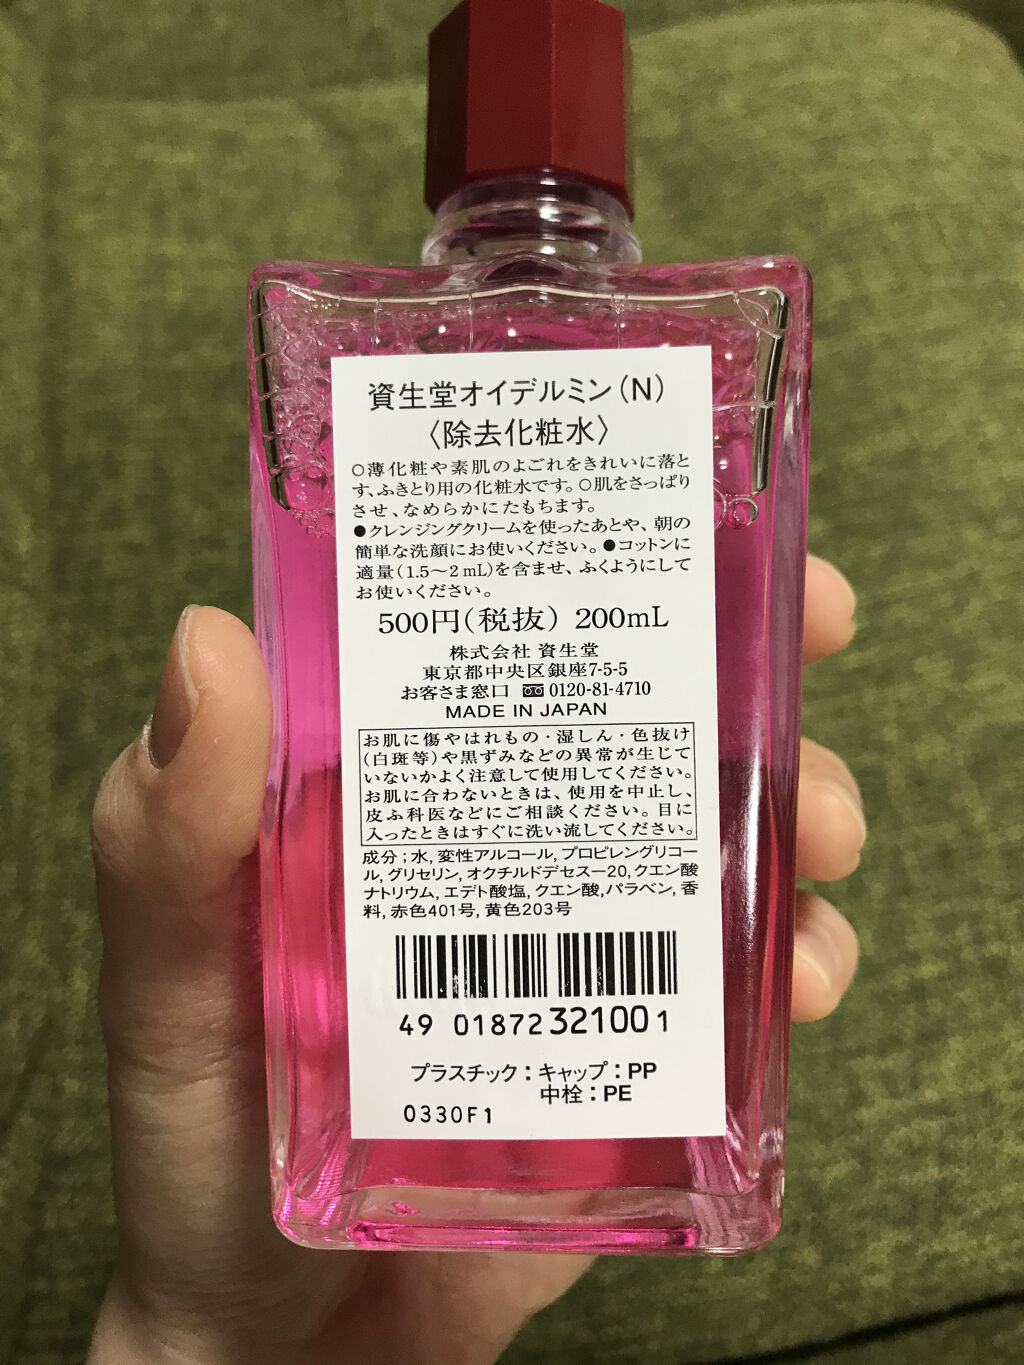 資生堂オイデルミン(N)
〈除去化粧水〉
○薄化粧や素肌のよごれをきれいに落と
す、ふきとり用の化粧水です。○肌をさっぱり
させ、なめらかにたもちます。
●クレンジングクリームを使ったあとや、朝の
簡単な洗顔にお使いください。●コットンに
適量(1.5〜2mL)を含ませ、ふくようにして
お使いください。
500円(税抜) 200mL
株式会社 資生堂
東京都中央区銀座7-5-5
お客さま窓口 0120-81-4710
MADE IN JAPAN
お肌に傷やはれもの・湿しん・色抜け
(白斑等)や黒ずみなどの異常が生じて
いないかよく注意して使用してください。
お肌に合わないときは、使用を中止し、
皮ふ科医などにご相談ください。目に
入ったときはすぐに洗い流してください。
成分;水,変性アルコール,プロピレングリコー
ル,グリセリン,オクチルドデセス-20,クエン酸
ナトリウム,エデト酸塩,クエン酸,パラベン,香
料,赤色401号,黄色203号
49 01872 32100 1
プラスチック:キャップ:PP
中栓:PE
0330F1